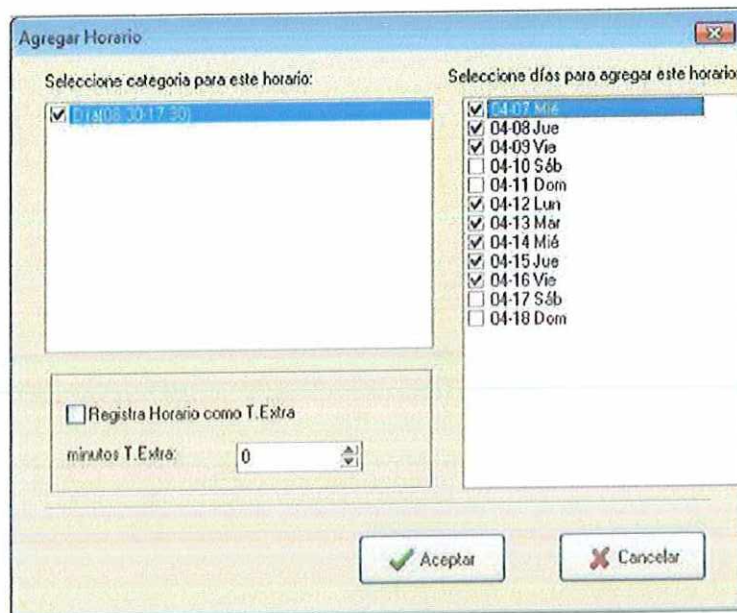 Agregar Horario
Seleccione categoria para este horario:
Día(08:30-17:30)
Registra Horario como T.Extra
minutos T.Extra:
0
Seleccione días para agregar este horario:
04-07 Mié
04-08 Jue
04-09 Vie
04-10 Sáb
04-11 Dom
04-12 Lun
04-13 Mar
04-14 Mié
04-15 Jue
04-16 Vie
04-17 Sáb
04-18 Dom
Aceptar
Cancelar